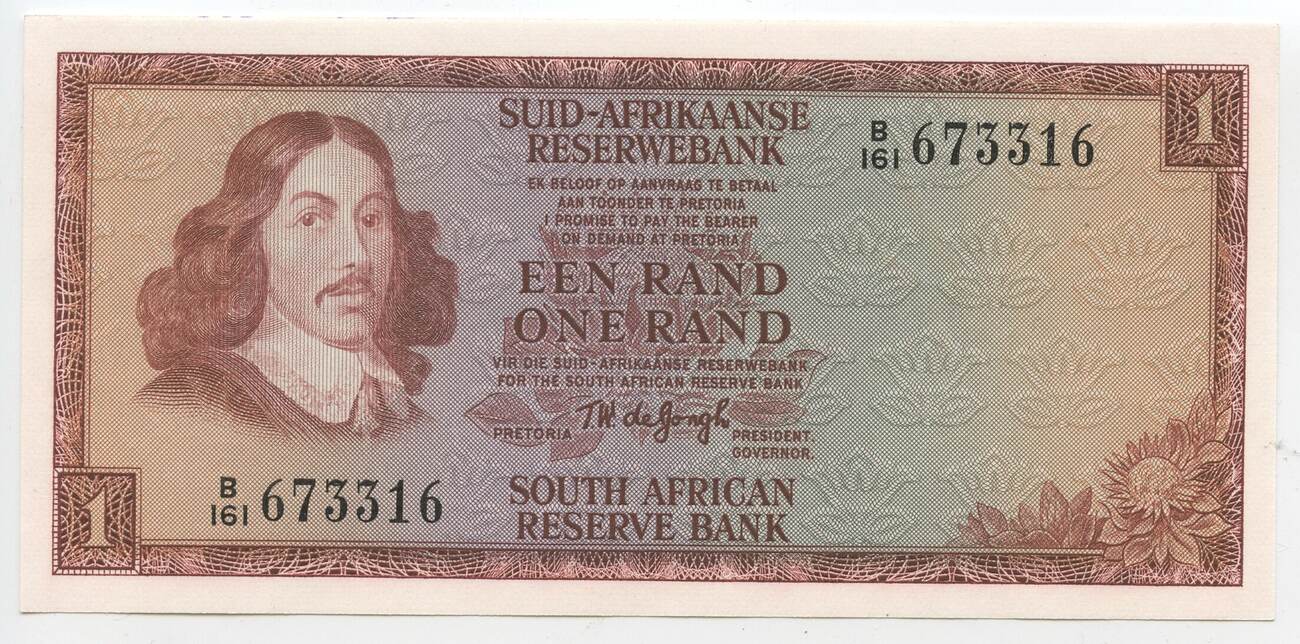 SUID-AFRIKAANSE
RESERWEBANK
B/161 673316
1
EK BELOOF OP AANVRAAG TE BETAAL
AAN TOONDER TE PRETORIA
I PROMISE TO PAY THE BEARER
ON DEMAND AT PRETORIA
EEN RAND
ONE RAND
VIR DIE SUID-AFRIKAANSE RESERWEBANK
FOR THE SOUTH AFRICAN RESERVE BANK
T.W. de Jongh
PRETORIA
PRESIDENT.
GOVERNOR.
1
B/161 673316
SOUTH AFRICAN
RESERVE BANK